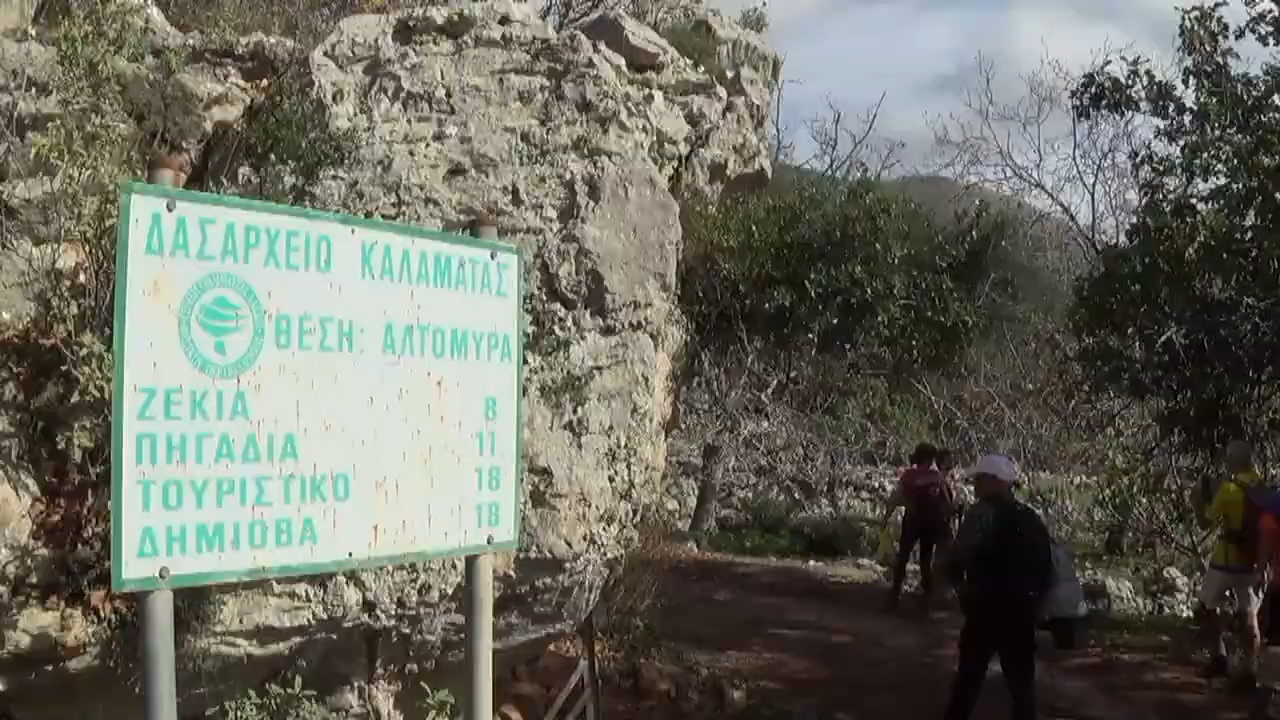 ΔΑΣΑΡΧΕΙΟ ΚΑΛΑΜΑΤΑΣ
ΘΕΣΗ: ΑΛΤΟΜΥΡΑ
ΖΕΚΙΑ 8
ΠΗΓΑΔΙΑ 11
ΤΟΥΡΙΣΤΙΚΟ 18
ΔΗΜΙΟΒΑ 18